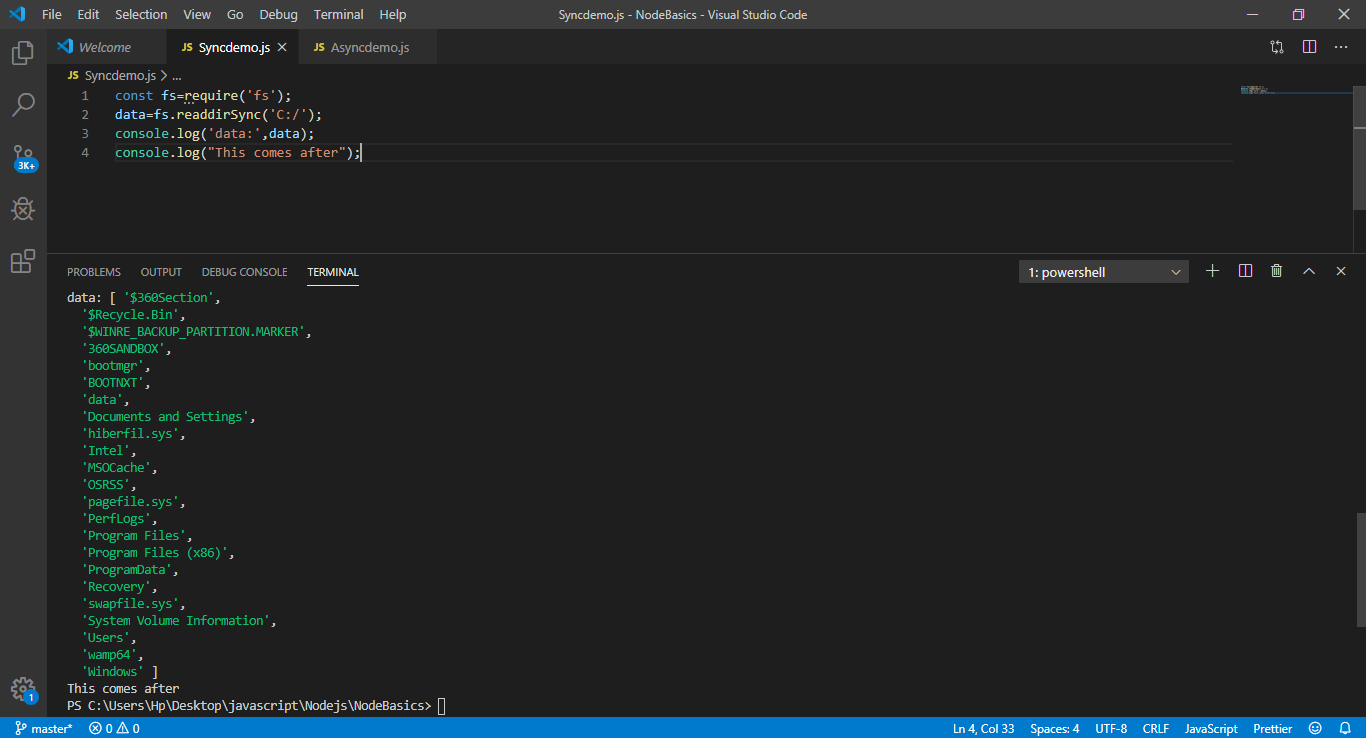 File Edit Selection View Go Debug Terminal Help Syncdemo.js - NodeBasics - Visual Studio Code
Welcome JS Syncdemo.js JS Asyncdemo.js
JS Syncdemo.js > ...
1 const fs=require('fs');
2 data=fs.readdirSync('C:/');
3 console.log('data:',data);
4 console.log("This comes after");
3K+
PROBLEMS OUTPUT DEBUG CONSOLE TERMINAL 1: powershell
data: [ '$360Section',
'$Recycle.Bin',
'$WINRE_BACKUP_PARTITION.MARKER',
'360SANDBOX',
'bootmgr',
'BOOTNXT',
'data',
'Documents and Settings',
'hiberfil.sys',
'Intel',
'MSOCache',
'OSRSS',
'pagefile.sys',
'PerfLogs',
'Program Files',
'Program Files (x86)',
'ProgramData',
'Recovery',
'swapfile.sys',
'System Volume Information',
'Users',
'wamp64',
'Windows' ]
This comes after
PS C:\Users\Hp\Desktop\javascript\Nodejs\NodeBasics>
1
master* 0 0 Ln 4, Col 33 Spaces: 4 UTF-8 CRLF JavaScript Prettier